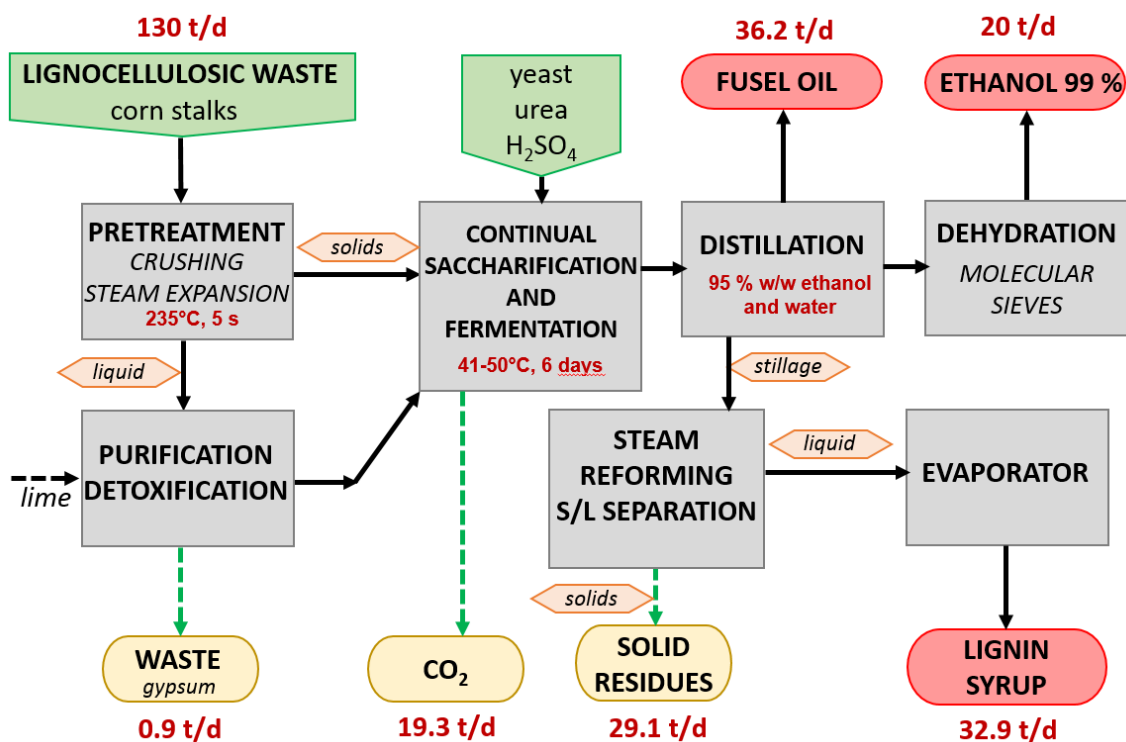 130 t/d
LIGNOCELLULOSIC WASTE
corn stalks
yeast
urea
H₂SO₄
36.2 t/d
FUSEL OIL
20 t/d
ETHANOL 99 %
PRETREATMENT
CRUSHING
STEAM EXPANSION
235°C, 5 s
solids
CONTINUAL
SACCHARIFICATION
AND
FERMENTATION
41-50°C, 6 days
DISTILLATION
95 % w/w ethanol
and water
DEHYDRATION
MOLECULAR
SIEVES
liquid
stillage
PURIFICATION
DETOXIFICATION
lime
STEAM
REFORMING
S/L SEPARATION
liquid
EVAPORATOR
solids
WASTE
gypsum
0.9 t/d
CO₂
19.3 t/d
SOLID
RESIDUES
29.1 t/d
LIGNIN
SYRUP
32.9 t/d